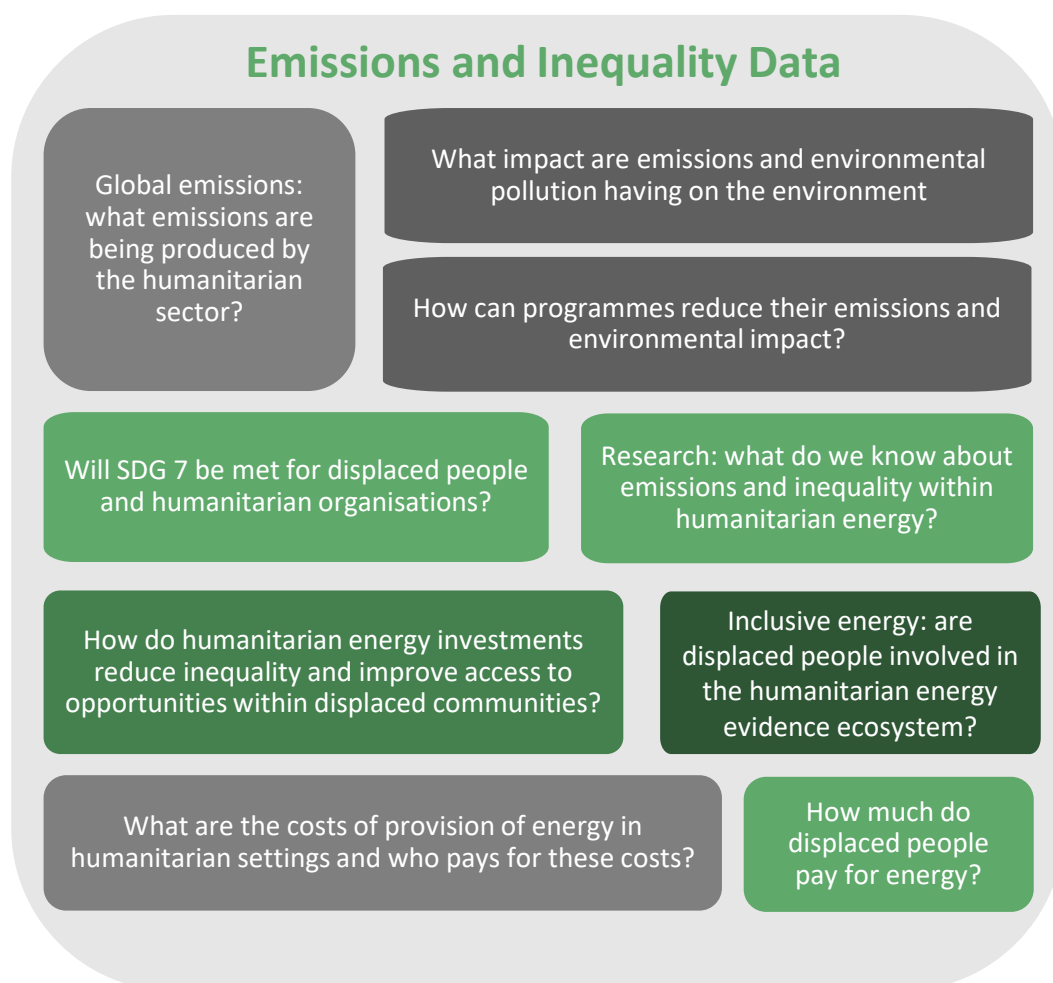 Emissions and Inequality Data
Global emissions:
what emissions are
being produced by
the humanitarian
sector?
What impact are emissions and environmental
pollution having on the environment
How can programmes reduce their emissions and
environmental impact?
Will SDG 7 be met for displaced people
and humanitarian organisations?
Research: what do we know about
emissions and inequality within
humanitarian energy?
How do humanitarian energy investments
reduce inequality and improve access to
opportunities within displaced communities?
Inclusive energy: are
displaced people involved in
the humanitarian energy
evidence ecosystem?
What are the costs of provision of energy in
humanitarian settings and who pays for these costs?
How much do
displaced people
pay for energy?